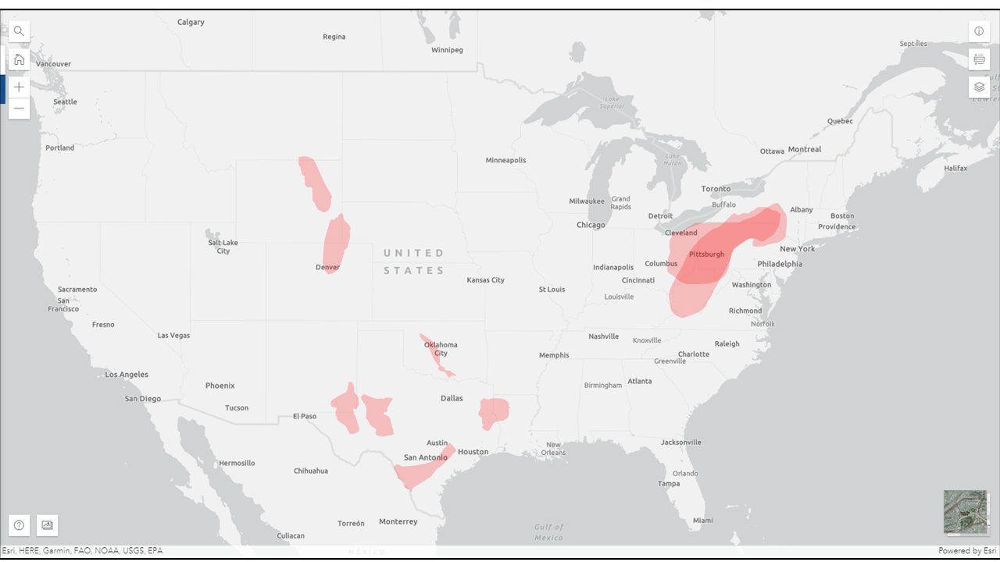 Calgary
Regina
Winnipeg
Vancouver
Sept-Îles
Gulf of
St
Lawrence
Seattle
Lake
Superior
Quebec
Portland
Minneapolis
Ottawa
Montreal
Lake
Huron
Halifax
Toronto
Milwaukee
Grand
Rapids
Buffalo
Albany
Detroit
Boston
Chicago
Cleveland
Providence
Salt Lake
City
UNITED
STATES
Pittsburgh
New York
Denver
Indianapolis
Columbus
Philadelphia
Kansas City
Cincinnati
Sacramento
St Louis
Washington
San
Francisco
Louisville
Richmond
Fresno
Norfolk
Las Vegas
Nashville
Knoxville
Raleigh
Oklahoma
City
Memphis
Charlotte
Greenville
Los Angeles
Phoenix
Birmingham
Atlanta
San Diego
Tucson
Dallas
El Paso
Austin
Houston
New
Orleans
Jacksonville
San Antonio
Hermosillo
Chihuahua
Orlando
Tampa
Torreón
Monterrey
Miami
Gulf of
Mexico
Culiacan
MEXICO
Esri, HERE, Garmin, FAO, NOAA, USGS, EPA
Powered by Esri